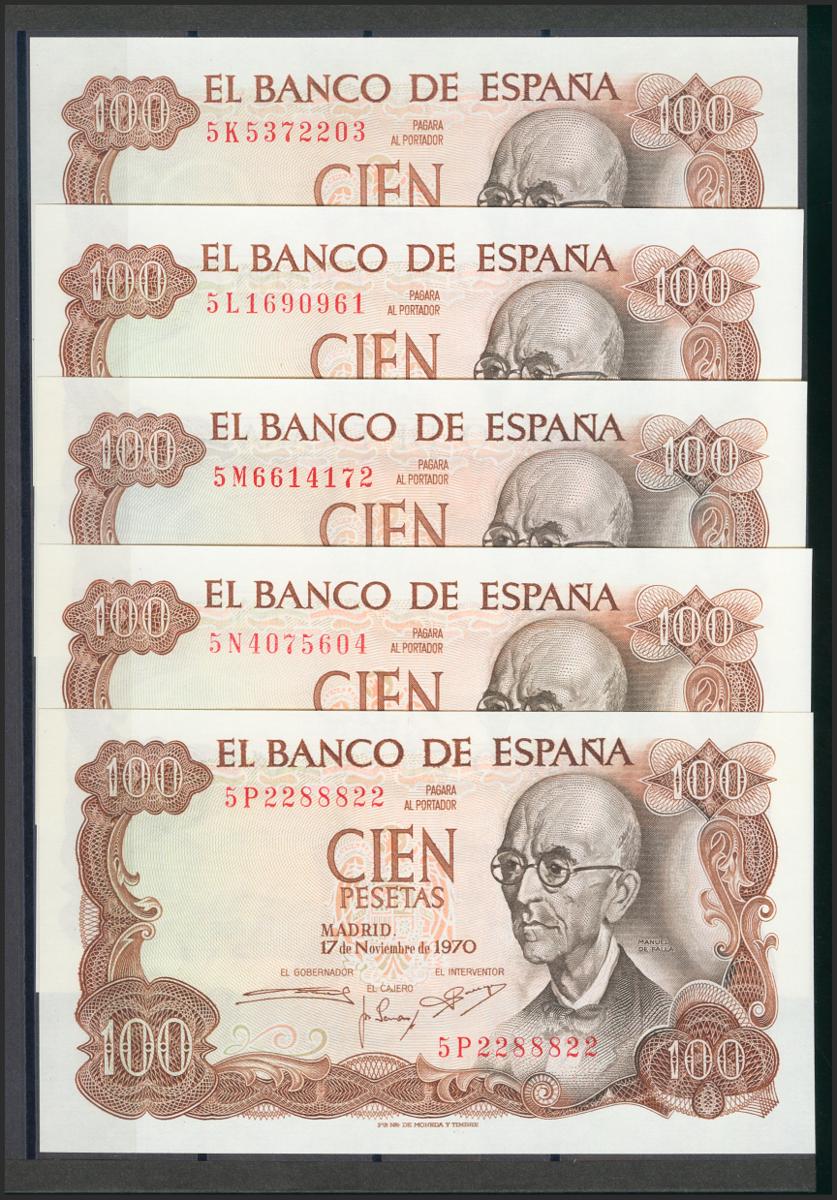 100 EL BANCO DE ESPAÑA 100
5K5372203 PAGARA
AL PORTADOR
CIEN
100 EL BANCO DE ESPAÑA 100
5L1690961 PAGARA
AL PORTADOR
CIEN
100 EL BANCO DE ESPAÑA 100
5M6614172 PAGARA
AL PORTADOR
CIEN
100 EL BANCO DE ESPAÑA 100
5N4075604 PAGARA
AL PORTADOR
CIEN
100 EL BANCO DE ESPAÑA 100
5P2288822 PAGARA
AL PORTADOR
CIEN
PESETAS
MADRID.
17 de Noviembre de 1970
MANUEL
DE FALLA
EL GOBERNADOR EL INTERVENTOR
EL CAJERO
5P2288822
100 100
DE MONEDA Y TIMBRE